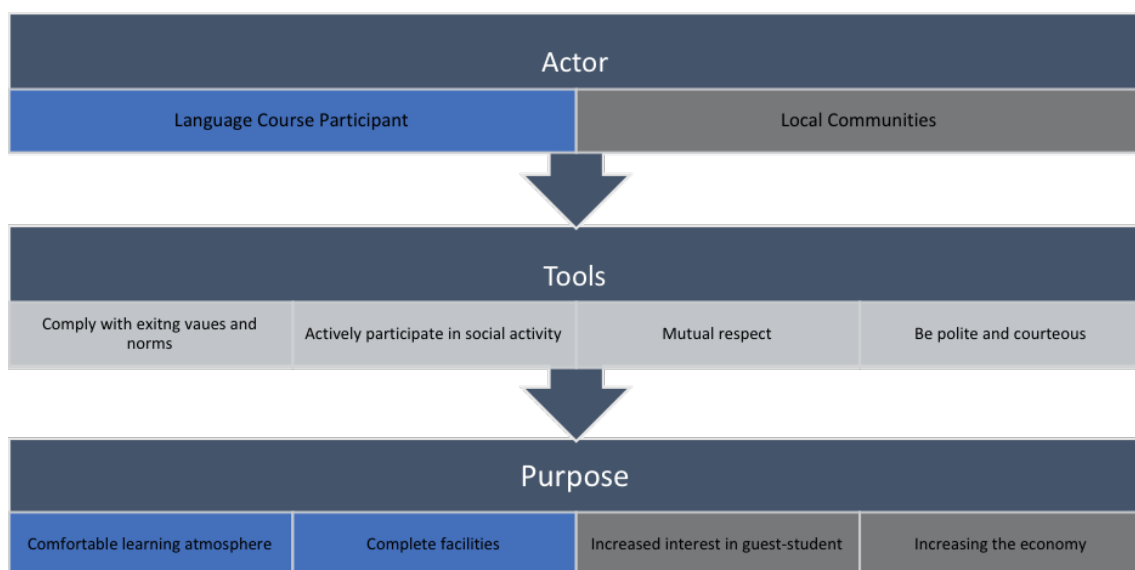 Actor
Language Course Participant
Local Communities
Tools
Comply with exitng vaues and
norms
Actively participate in social activity
Mutual respect
Be polite and courteous
Purpose
Comfortable learning atmosphere
Complete facilities
Increased interest in guest-student
Increasing the economy